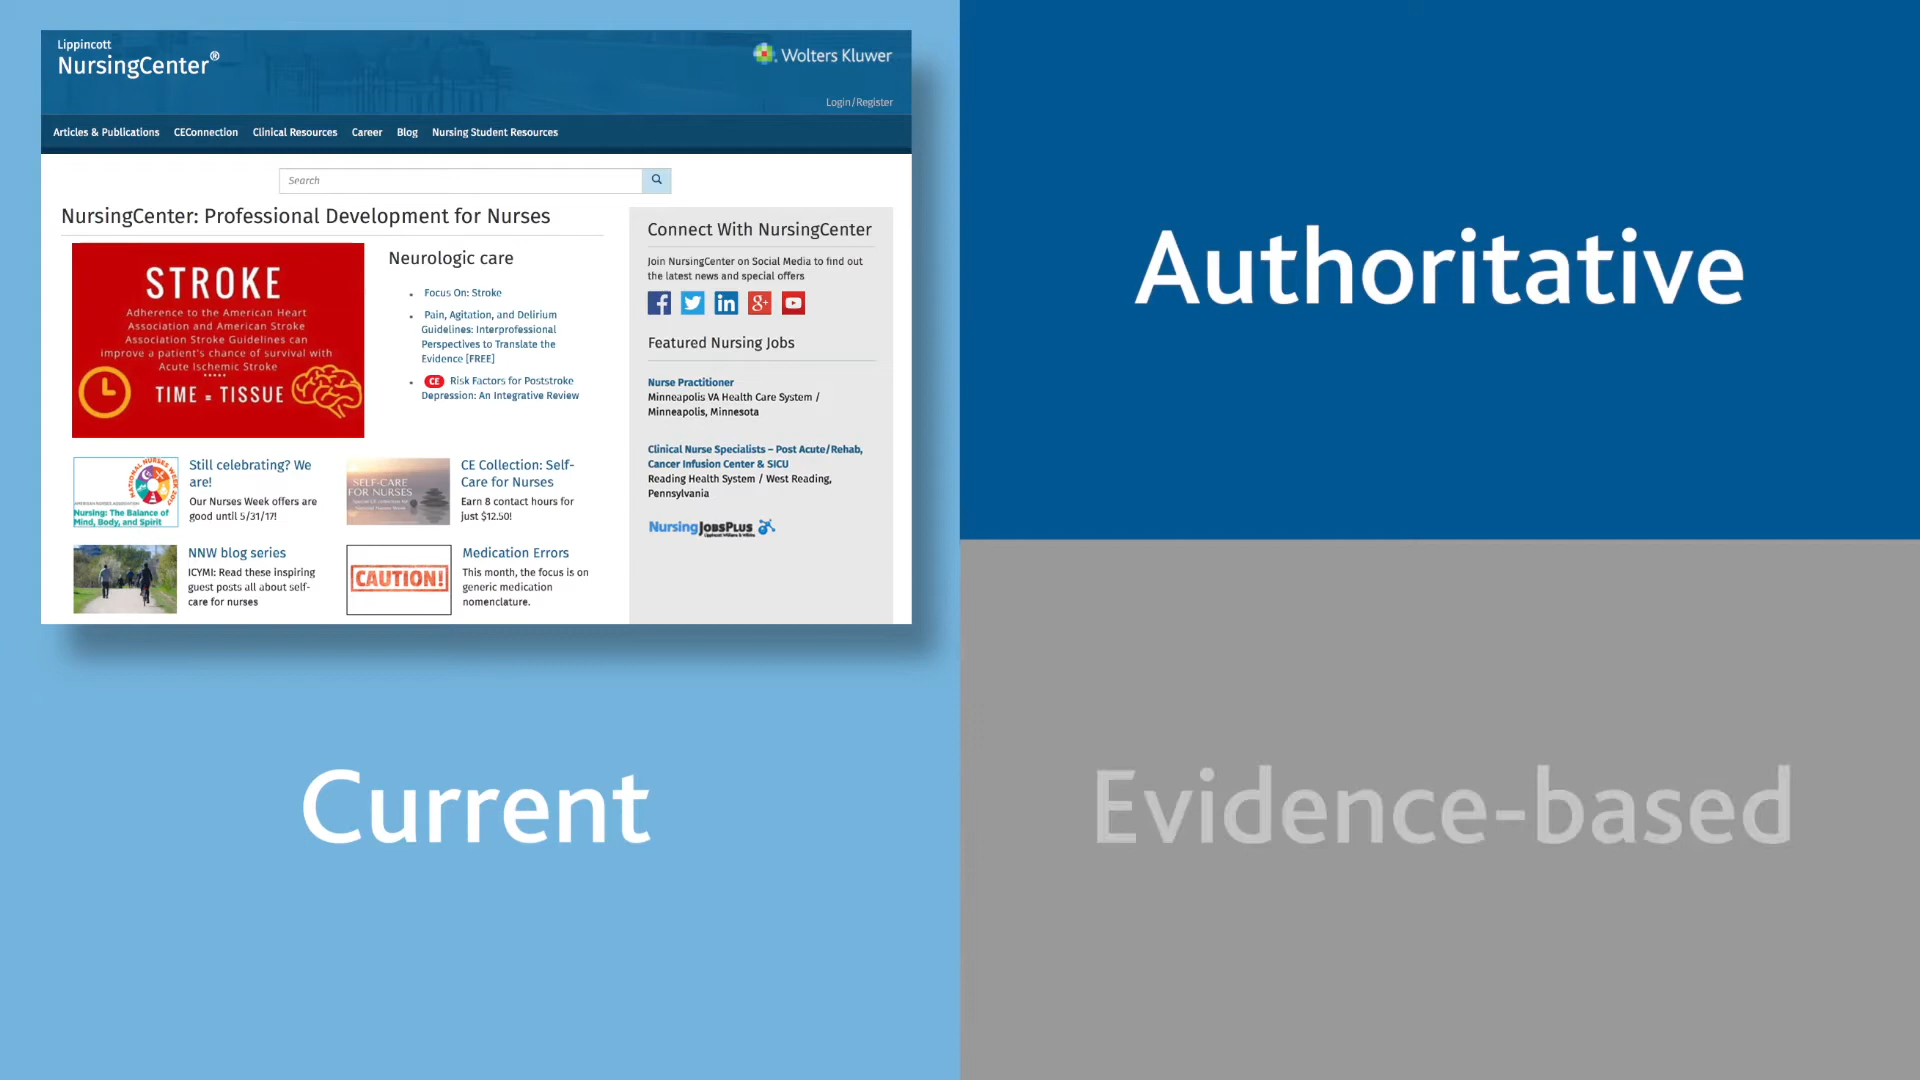 Lippincott
NursingCenter®
Wolters Kluwer
Login/Register
Articles & Publications CEConnection Clinical Resources Career Blog Nursing Student Resources
Search
NursingCenter: Professional Development for Nurses
STROKE
Adherence to the American Heart
Association and American Stroke
Association Stroke Guidelines can
improve a patient's chance of survival with
Acute Ischemic Stroke
TIME = TISSUE
Neurologic care
Focus On: Stroke
Pain, Agitation, and Delirium
Guidelines: Interprofessional
Perspectives to Translate the
Evidence [FREE]
CE Risk Factors for Poststroke
Depression: An Integrative Review
NATIONAL NURSES WEEK 2017
AMERICAN NURSES ASSOCIATION
Nursing: The Balance of
Mind, Body, and Spirit
Still celebrating? We
are!
Our Nurses Week offers are
good until 5/31/17!
SELF-CARE
FOR NURSES
CE Collection: Self-
Care for Nurses
Earn 8 contact hours for
just $12.50!
NNW blog series
ICYMI: Read these inspiring
guest posts all about self-
care for nurses
CAUTION!
Medication Errors
This month, the focus is on
generic medication
nomenclature.
Connect With NursingCenter
Join NursingCenter on Social Media to find out
the latest news and special offers
Featured Nursing Jobs
Nurse Practitioner
Minneapolis VA Health Care System /
Minneapolis, Minnesota
Clinical Nurse Specialists – Post Acute/Rehab,
Cancer Infusion Center & SICU
Reading Health System / West Reading,
Pennsylvania
NursingJobsPlus
Lippincott Williams & Wilkins
Authoritative
Current
Evidence-based